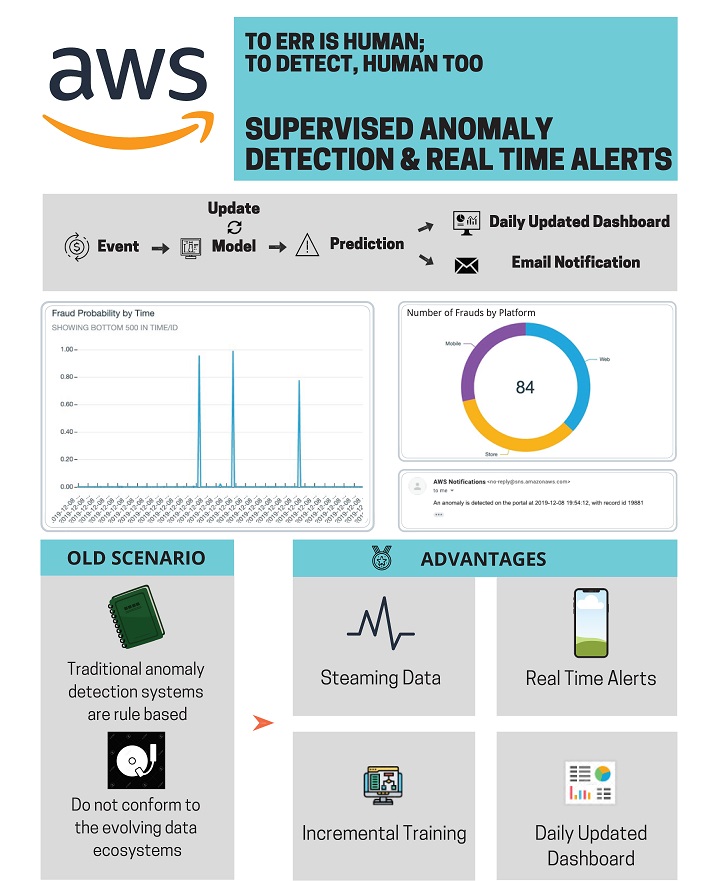 aws
TO ERR IS HUMAN;
TO DETECT, HUMAN TOO
SUPERVISED ANOMALY
DETECTION & REAL TIME ALERTS
Update
Event
Model
Prediction
Daily Updated Dashboard
Email Notification
Fraud Probability by Time
SHOWING BOTTOM 500 IN TIME/ID
1.00
0.80
0.60
0.40
0.20
0.00
Number of Frauds by Platform
Mobile
Web
84
Store
AWS Notifications <no-reply@sns.amazonaws.com>
to me
An anomaly is detected on the portal at 2019-12-08 19:54:12, with record id 19681
OLD SCENARIO
Traditional anomaly
detection systems
are rule based
Do not conform to
the evolving data
ecosystems
ADVANTAGES
Steaming Data
Real Time Alerts
Incremental Training
Daily Updated
Dashboard